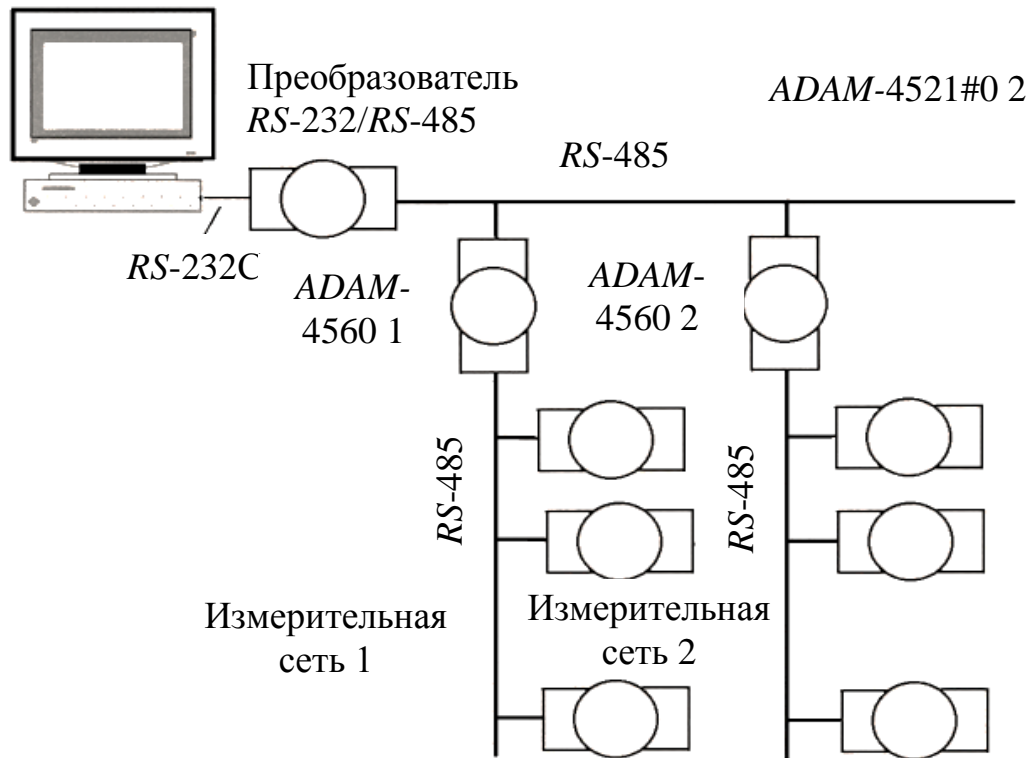 Преобразователь
RS-232/RS-485
ADAM-4521#0 2
RS-485
RS-232C
ADAM-
4560 1
ADAM-
4560 2
RS-485
RS-485
Измерительная
сеть 1
Измерительная
сеть 2